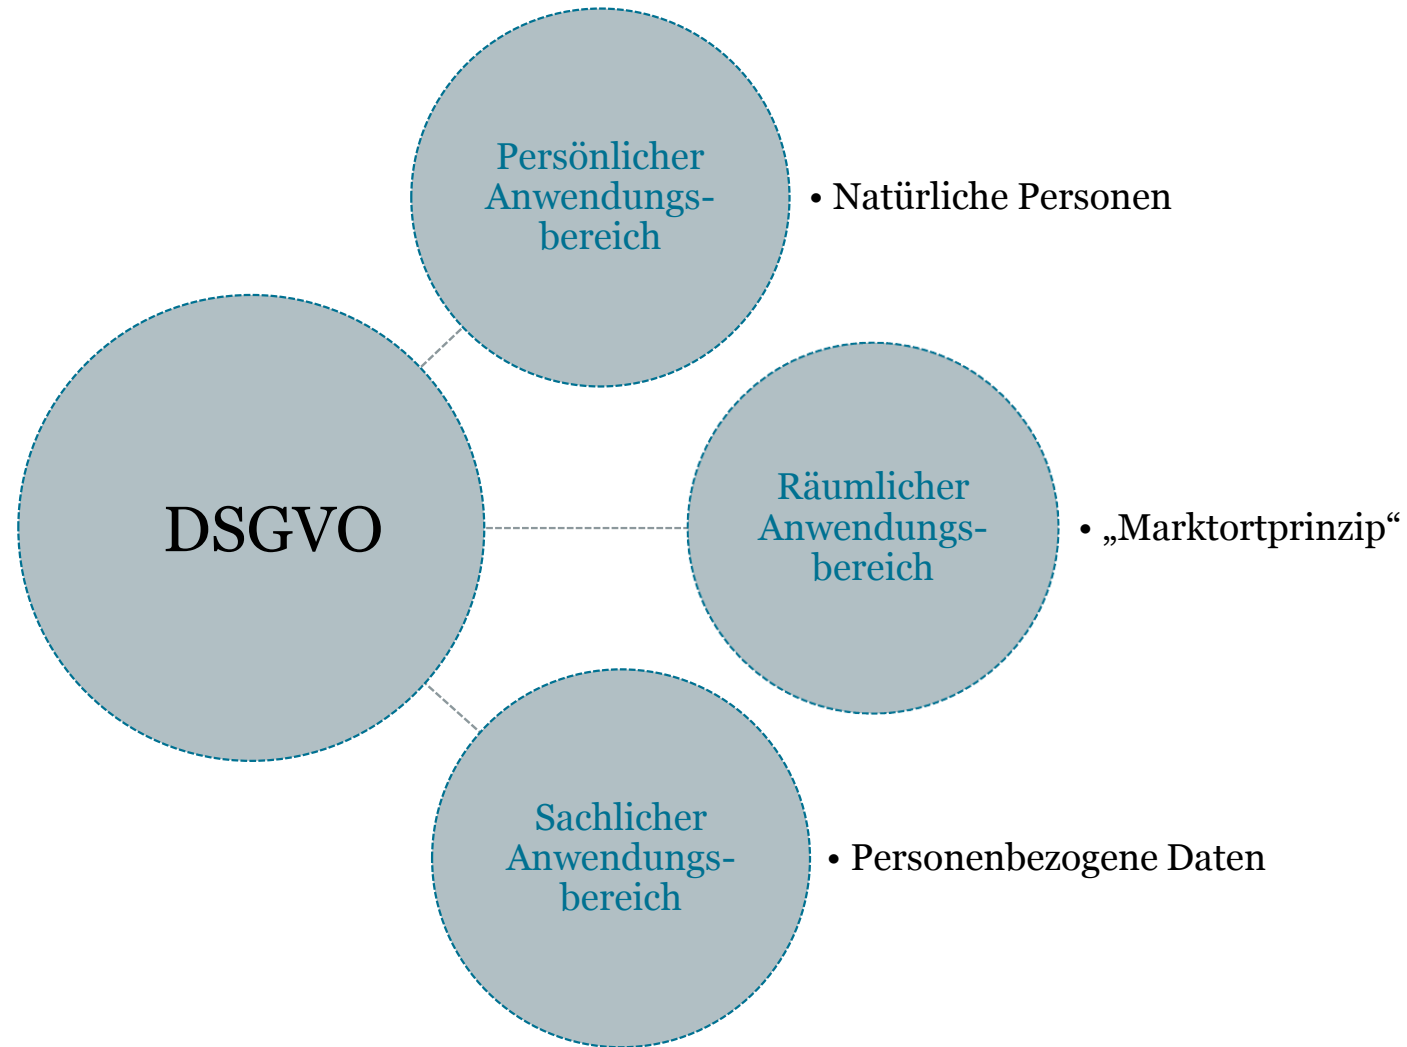 Persönlicher
Anwendungs-
bereich
• Natürliche Personen
DSGVO
Räumlicher
Anwendungs-
bereich
• „Marktortprinzip“
Sachlicher
Anwendungs-
bereich
• Personenbezogene Daten